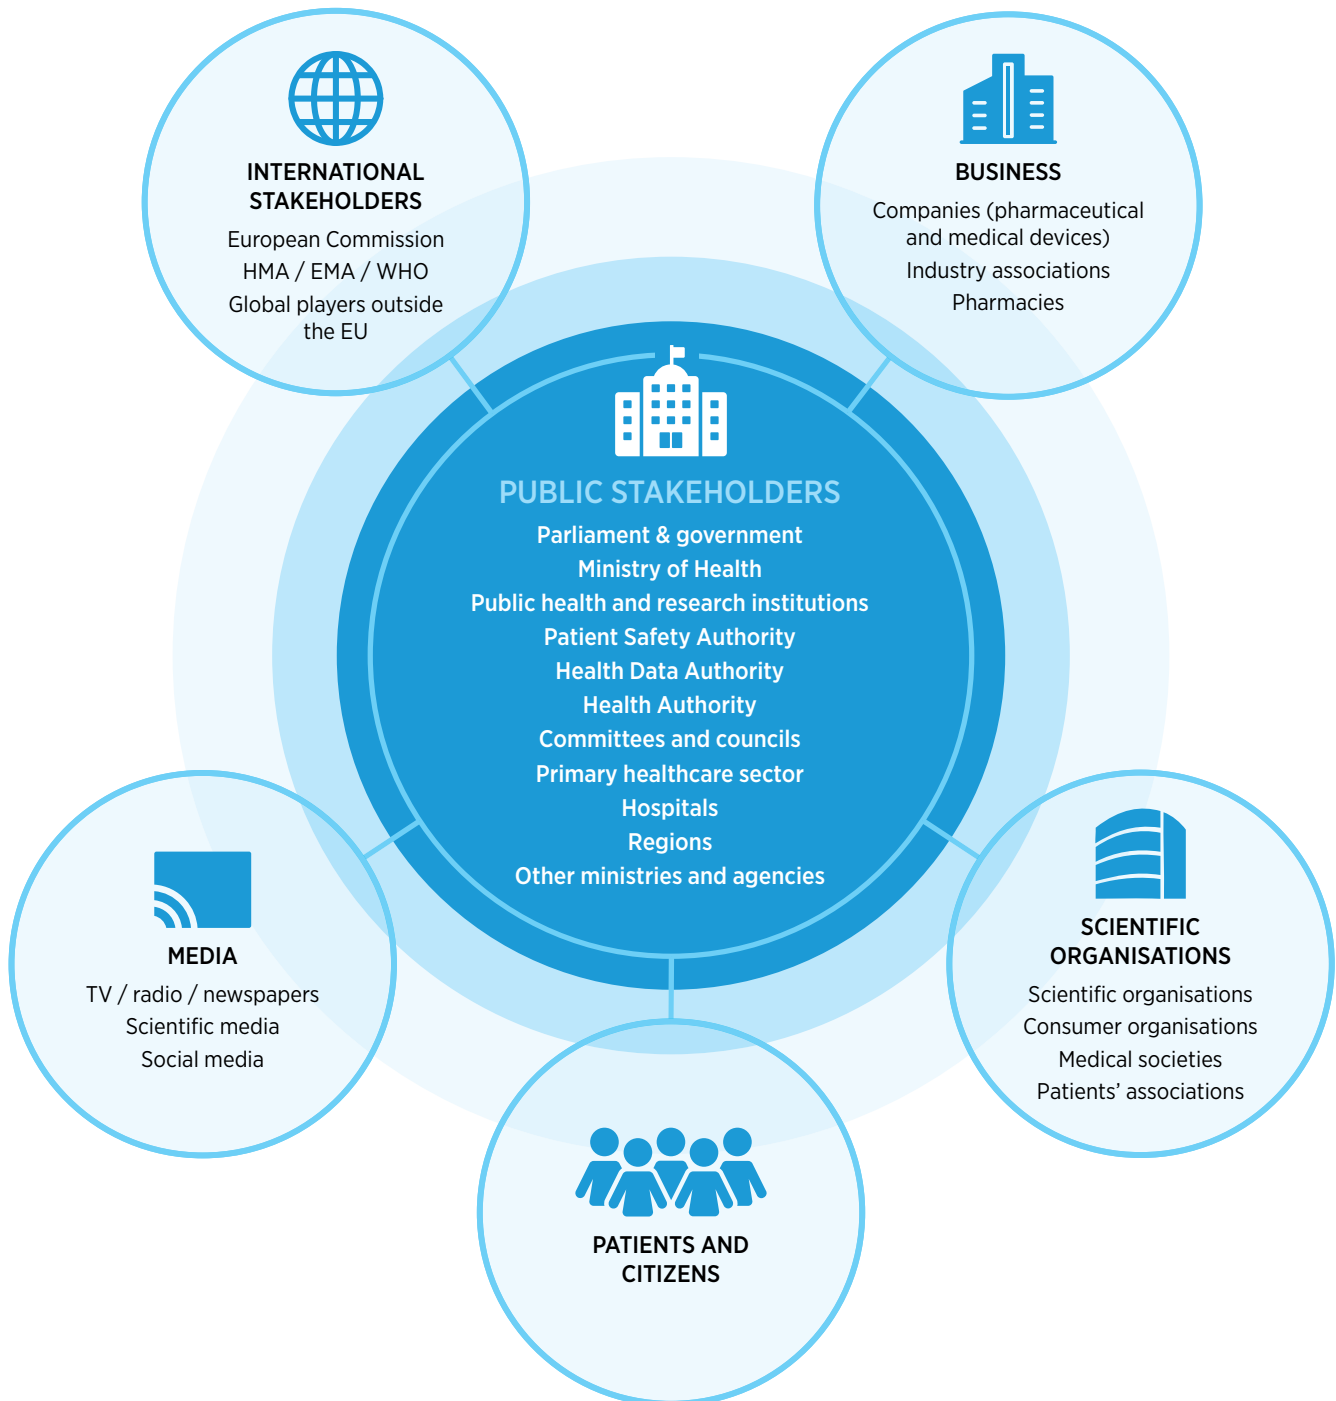 INTERNATIONAL
STAKEHOLDERS
European Commission
HMA / EMA / WHO
Global players outside
the EU
BUSINESS
Companies (pharmaceutical
and medical devices)
Industry associations
Pharmacies
PUBLIC STAKEHOLDERS
Parliament & government
Ministry of Health
Public health and research institutions
Patient Safety Authority
Health Data Authority
Health Authority
Committees and councils
Primary healthcare sector
Hospitals
Regions
Other ministries and agencies
MEDIA
TV / radio / newspapers
Scientific media
Social media
SCIENTIFIC
ORGANISATIONS
Scientific organisations
Consumer organisations
Medical societies
Patients’ associations
PATIENTS AND
CITIZENS